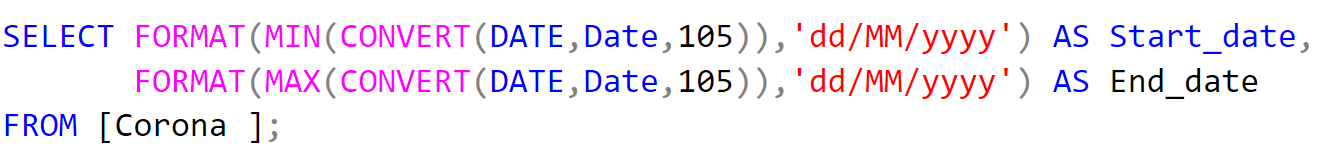 SELECT FORMAT(MIN(CONVERT(DATE,Date,105)),'dd/MM/yyyy') AS Start_date,
FORMAT(MAX(CONVERT(DATE,Date,105)),'dd/MM/yyyy') AS End_date
FROM [Corona ];